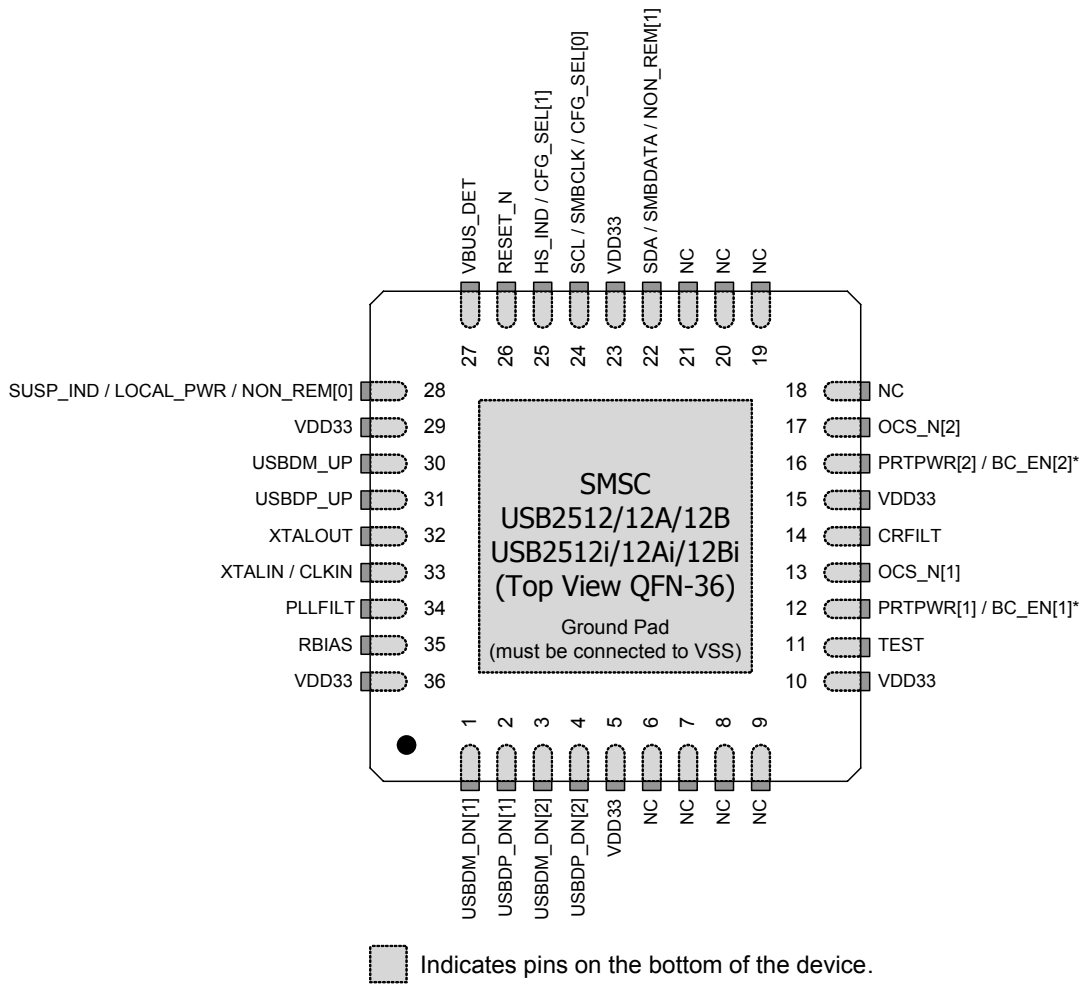 VBUS_DET
RESET_N
HS_IND / CFG_SEL[1]
SCL / SMBCLK / CFG_SEL[0]
VDD33
SDA / SMBDATA / NON_REM[1]
NC
NC
NC
27
26
25
24
23
22
21
20
19
SUSP_IND / LOCAL_PWR / NON_REM[0]
28
VDD33
29
USBDM_UP
30
USBDP_UP
31
XTALOUT
32
XTALIN / CLKIN
33
PLLFILT
34
RBIAS
35
VDD33
36
SMSC
USB2512/12A/12B
USB2512i/12Ai/12Bi
(Top View QFN-36)
Ground Pad
(must be connected to VSS)
18
NC
17
OCS_N[2]
16
PRTPWR[2] / BC_EN[2]*
15
VDD33
14
CRFILT
13
OCS_N[1]
12
PRTPWR[1] / BC_EN[1]*
11
TEST
10
VDD33
1
2
3
4
5
6
7
8
9
USBDM_DN[1]
USBDP_DN[1]
USBDM_DN[2]
USBDP_DN[2]
VDD33
NC
NC
NC
NC
Indicates pins on the bottom of the device.